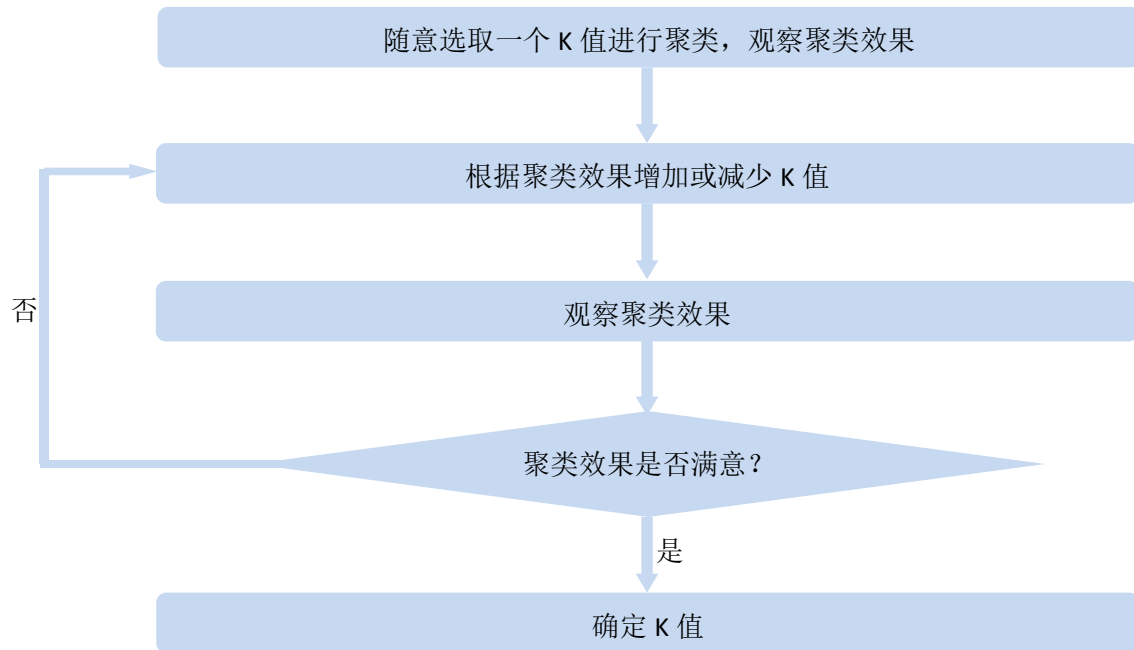 随意选取一个 K 值进行聚类，观察聚类效果
根据聚类效果增加或减少 K 值
否
观察聚类效果
聚类效果是否满意？
是
确定 K 值